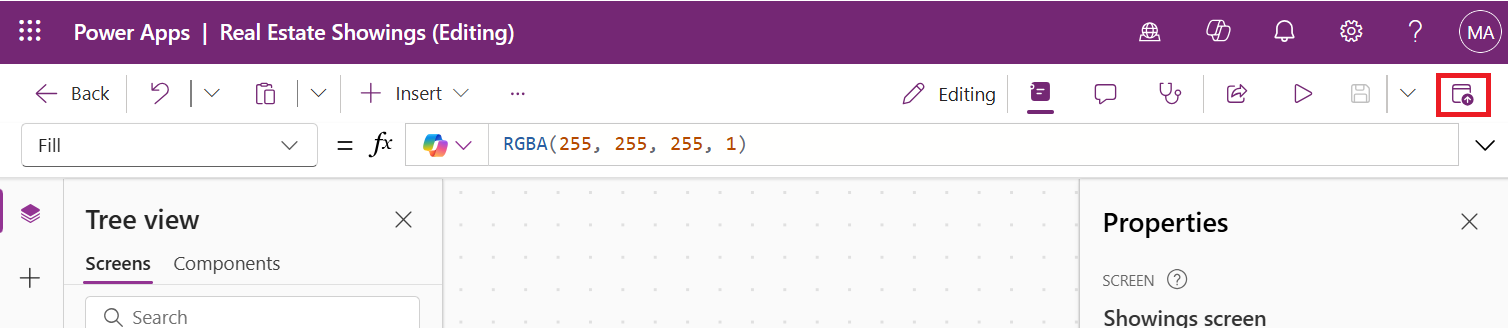 Power Apps | Real Estate Showings (Editing) ? MA
Back Insert ... Editing
Fill = fx RGBA(255, 255, 255, 1)
Tree view
Screens Components
Search
Properties
SCREEN ?
Showings screen